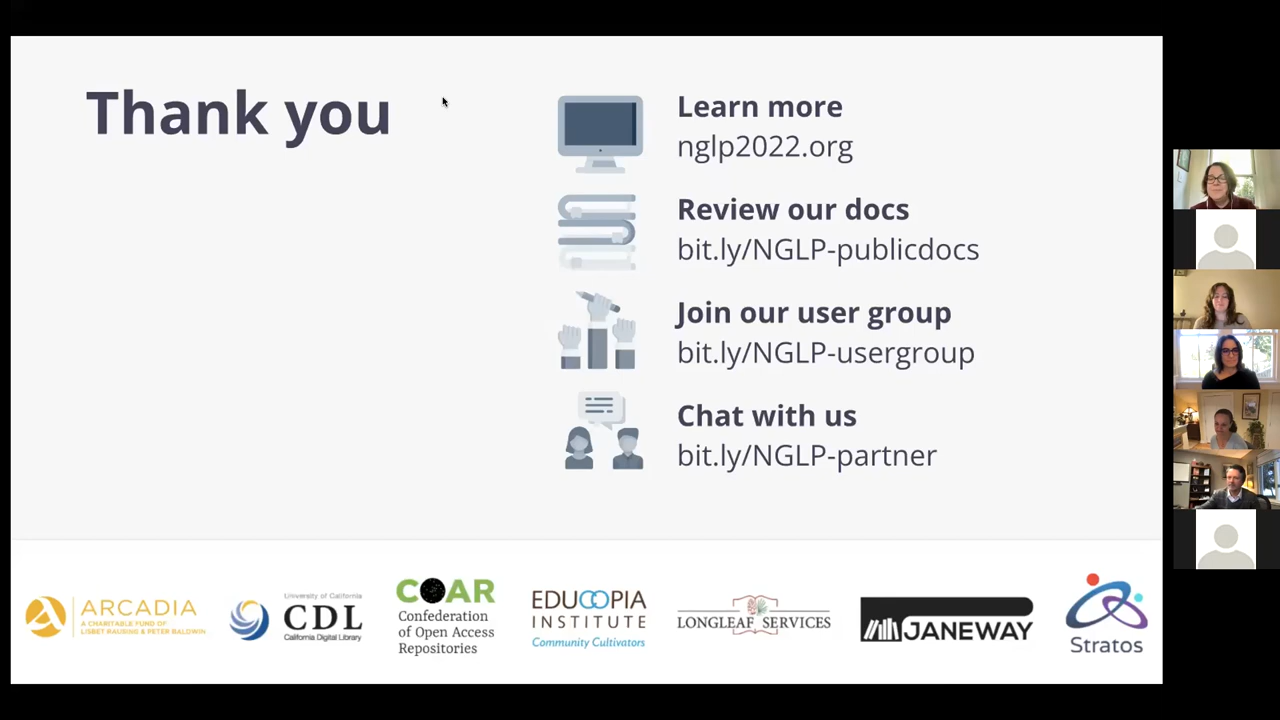 Thank you
Learn more
nglp2022.org
Review our docs
bit.ly/NGLP-publicdocs
Join our user group
bit.ly/NGLP-usergroup
Chat with us
bit.ly/NGLP-partner
ARCADIA
A CHARITABLE FUND OF
LISBET RAUSING & PETER BALDWIN
University of California
CDL
California Digital Library
COAR
Confederation
of Open Access
Repositories
EDUCOPIA
INSTITUTE
Community Cultivators
LONGLEAF SERVICES
JANEWAY
Stratos